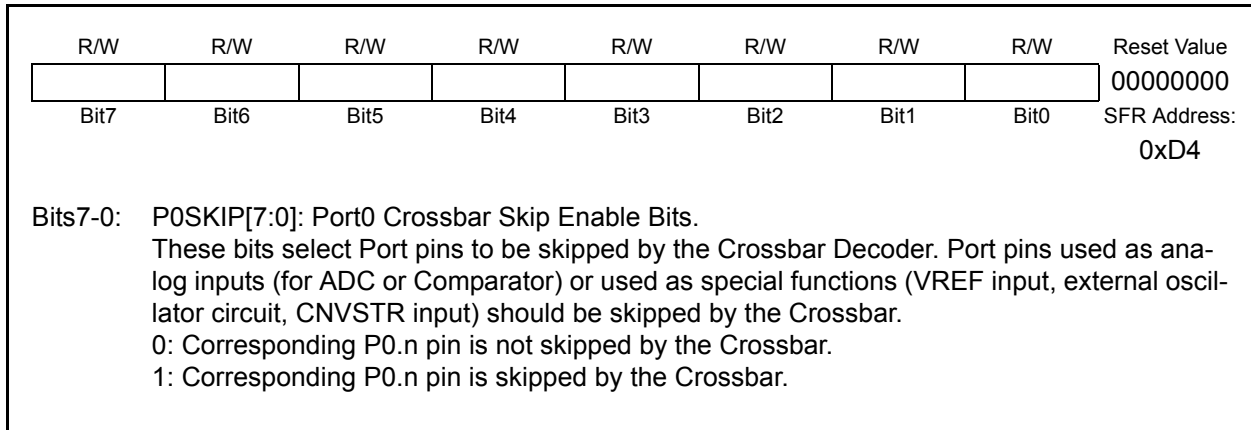 R/W R/W R/W R/W R/W R/W R/W R/W Reset Value
00000000
Bit7 Bit6 Bit5 Bit4 Bit3 Bit2 Bit1 Bit0 SFR Address:
0xD4
Bits7-0: P0SKIP[7:0]: Port0 Crossbar Skip Enable Bits.
These bits select Port pins to be skipped by the Crossbar Decoder. Port pins used as ana-
log inputs (for ADC or Comparator) or used as special functions (VREF input, external oscil-
lator circuit, CNVSTR input) should be skipped by the Crossbar.
0: Corresponding P0.n pin is not skipped by the Crossbar.
1: Corresponding P0.n pin is skipped by the Crossbar.